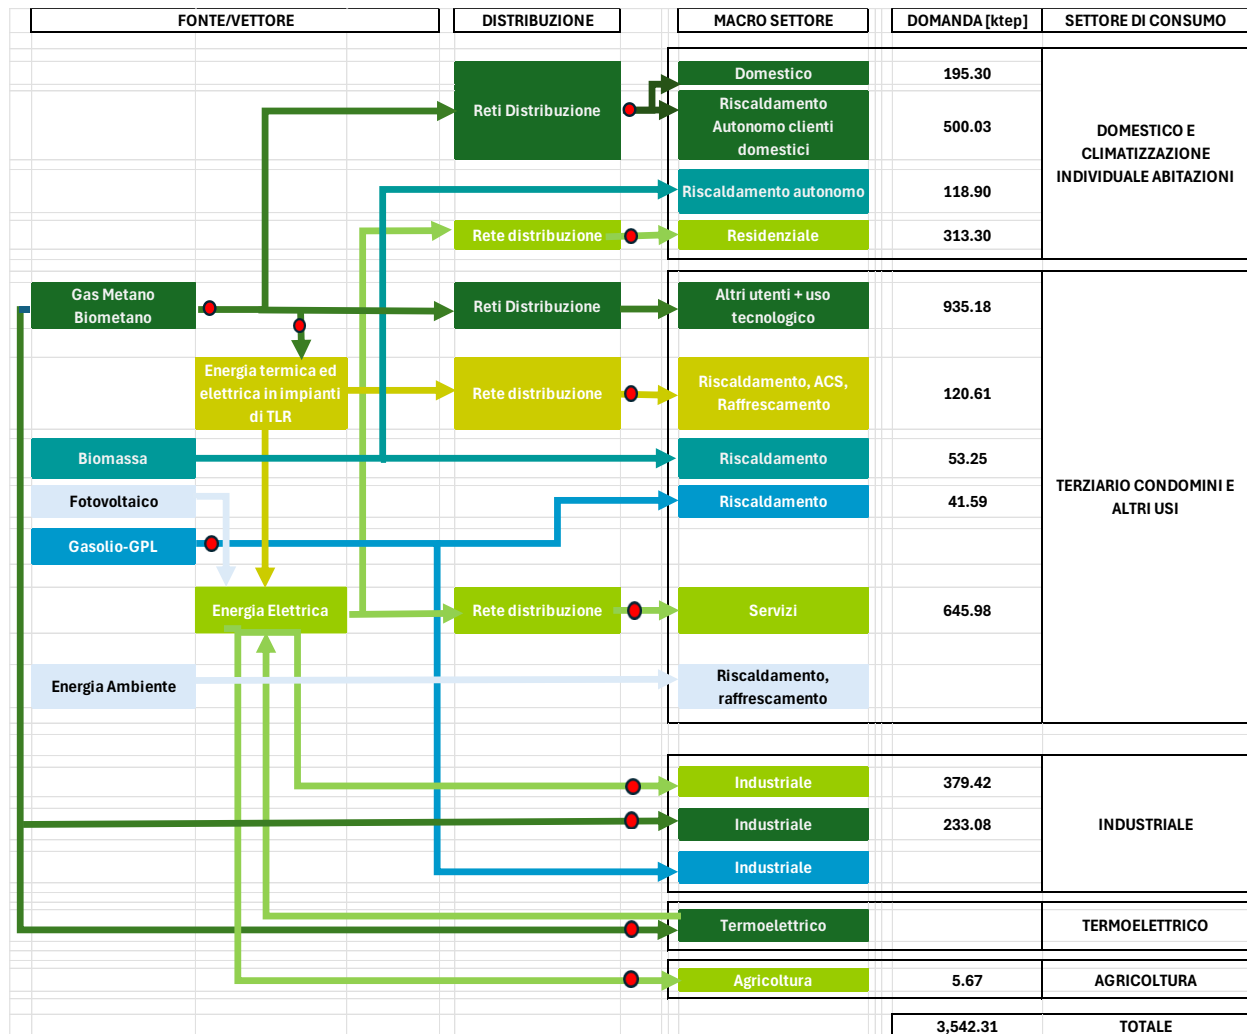 FONTE/VETTORE
DISTRIBUZIONE
MACRO SETTORE
DOMANDA [ktep]
SETTORE DI CONSUMO
Reti Distribuzione
Domestico
195.30
Riscaldamento
Autonomo clienti
domestici
500.03
DOMESTICO E
CLIMATIZZAZIONE
INDIVIDUALE ABITAZIONI
Riscaldamento autonomo
118.90
Rete distribuzione
Residenziale
313.30
Gas Metano
Biometano
Reti Distribuzione
Altri utenti + uso
tecnologico
935.18
Energia termica ed
elettrica in impianti
di TLR
Rete distribuzione
Riscaldamento, ACS,
Raffrescamento
120.61
Biomassa
Riscaldamento
53.25
Fotovoltaico
Riscaldamento
41.59
TERZIARIO CONDOMINI E
ALTRI USI
Gasolio-GPL
Energia Elettrica
Rete distribuzione
Servizi
645.98
Energia Ambiente
Riscaldamento,
raffrescamento
Industriale
379.42
Industriale
233.08
INDUSTRIALE
Industriale
Termoelettrico
TERMOELETTRICO
Agricoltura
5.67
AGRICOLTURA
3,542.31
TOTALE